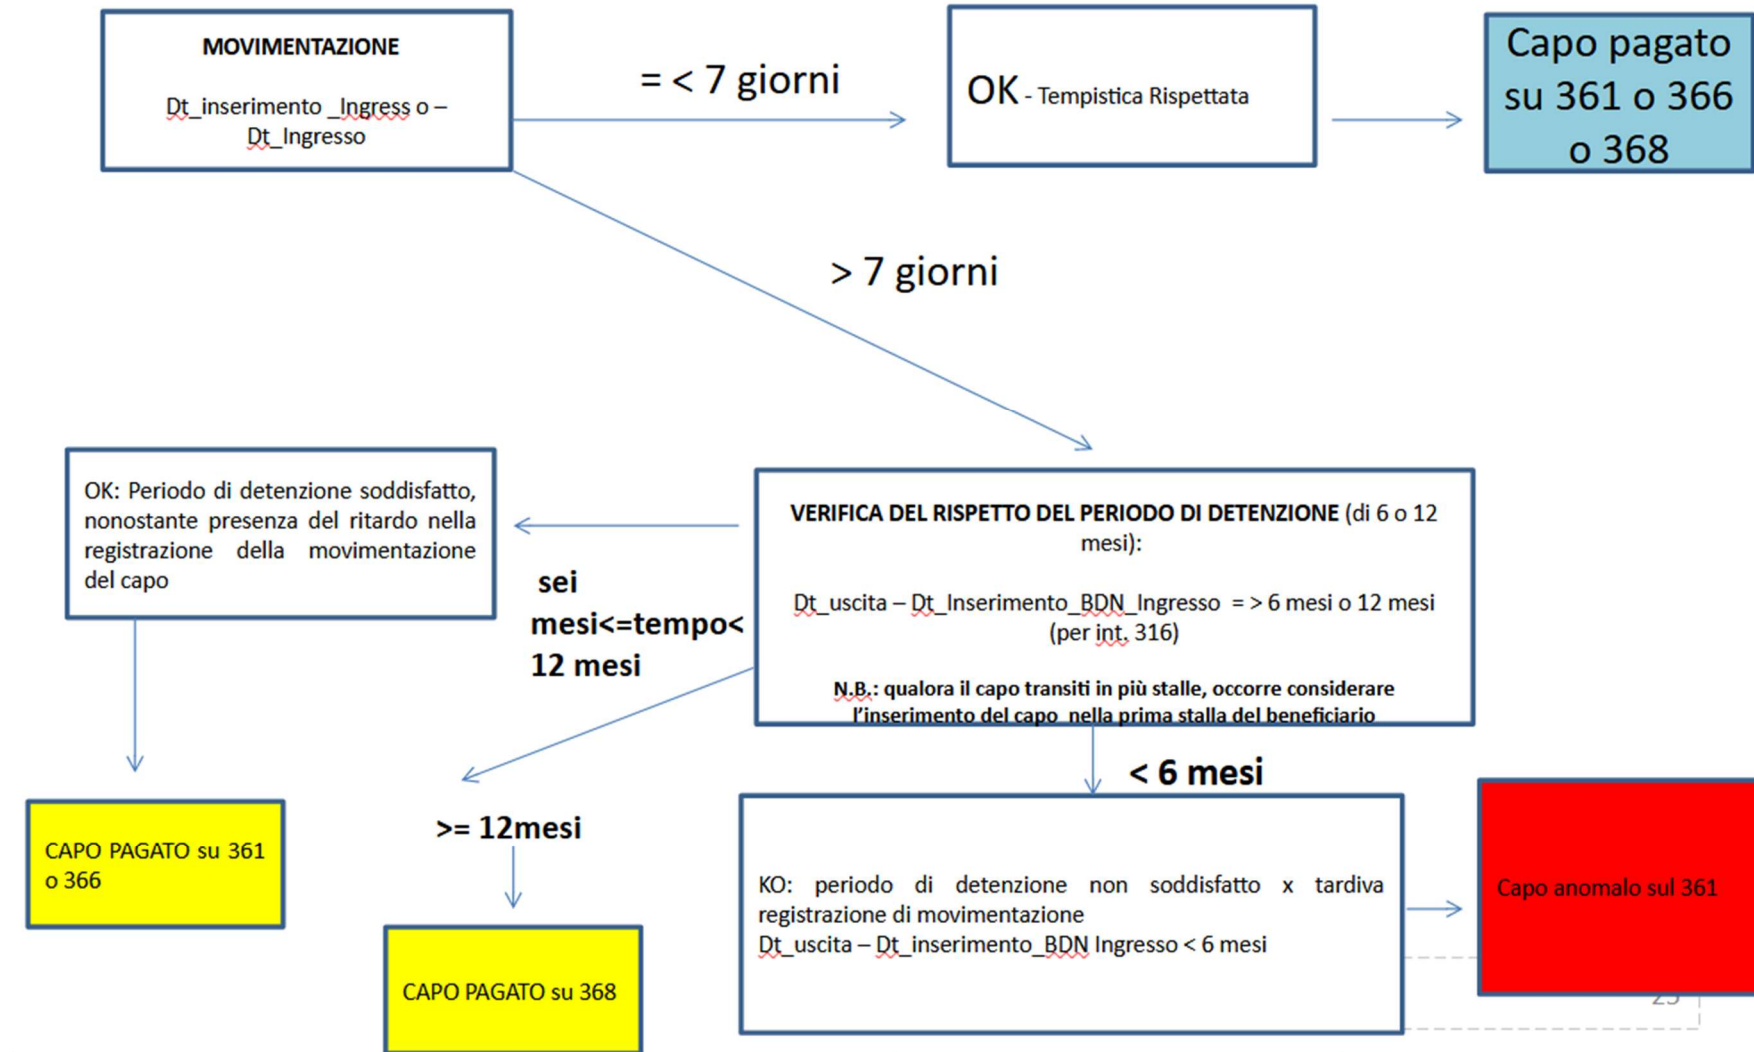 MOVIMENTAZIONE
Dt_inserimento _Ingress o –
Dt_Ingresso
= < 7 giorni
OK - Tempistica Rispettata
Capo pagato
su 361 o 366
o 368
> 7 giorni
OK: Periodo di detenzione soddisfatto,
nonostante presenza del ritardo nella
registrazione della movimentazione
del capo
sei
mesi<=tempo<
12 mesi
VERIFICA DEL RISPETTO DEL PERIODO DI DETENZIONE (di 6 o 12
mesi):
Dt_uscita – Dt_Inserimento_BDN_Ingresso = > 6 mesi o 12 mesi
(per int. 316)
N.B.: qualora il capo transiti in più stalle, occorre considerare
l'inserimento del capo nella prima stalla del beneficiario
< 6 mesi
CAPO PAGATO su 361
o 366
>= 12mesi
CAPO PAGATO su 368
KO: periodo di detenzione non soddisfatto x tardiva
registrazione di movimentazione
Dt_uscita – Dt_inserimento_BDN Ingresso < 6 mesi
Capo anomalo sul 361